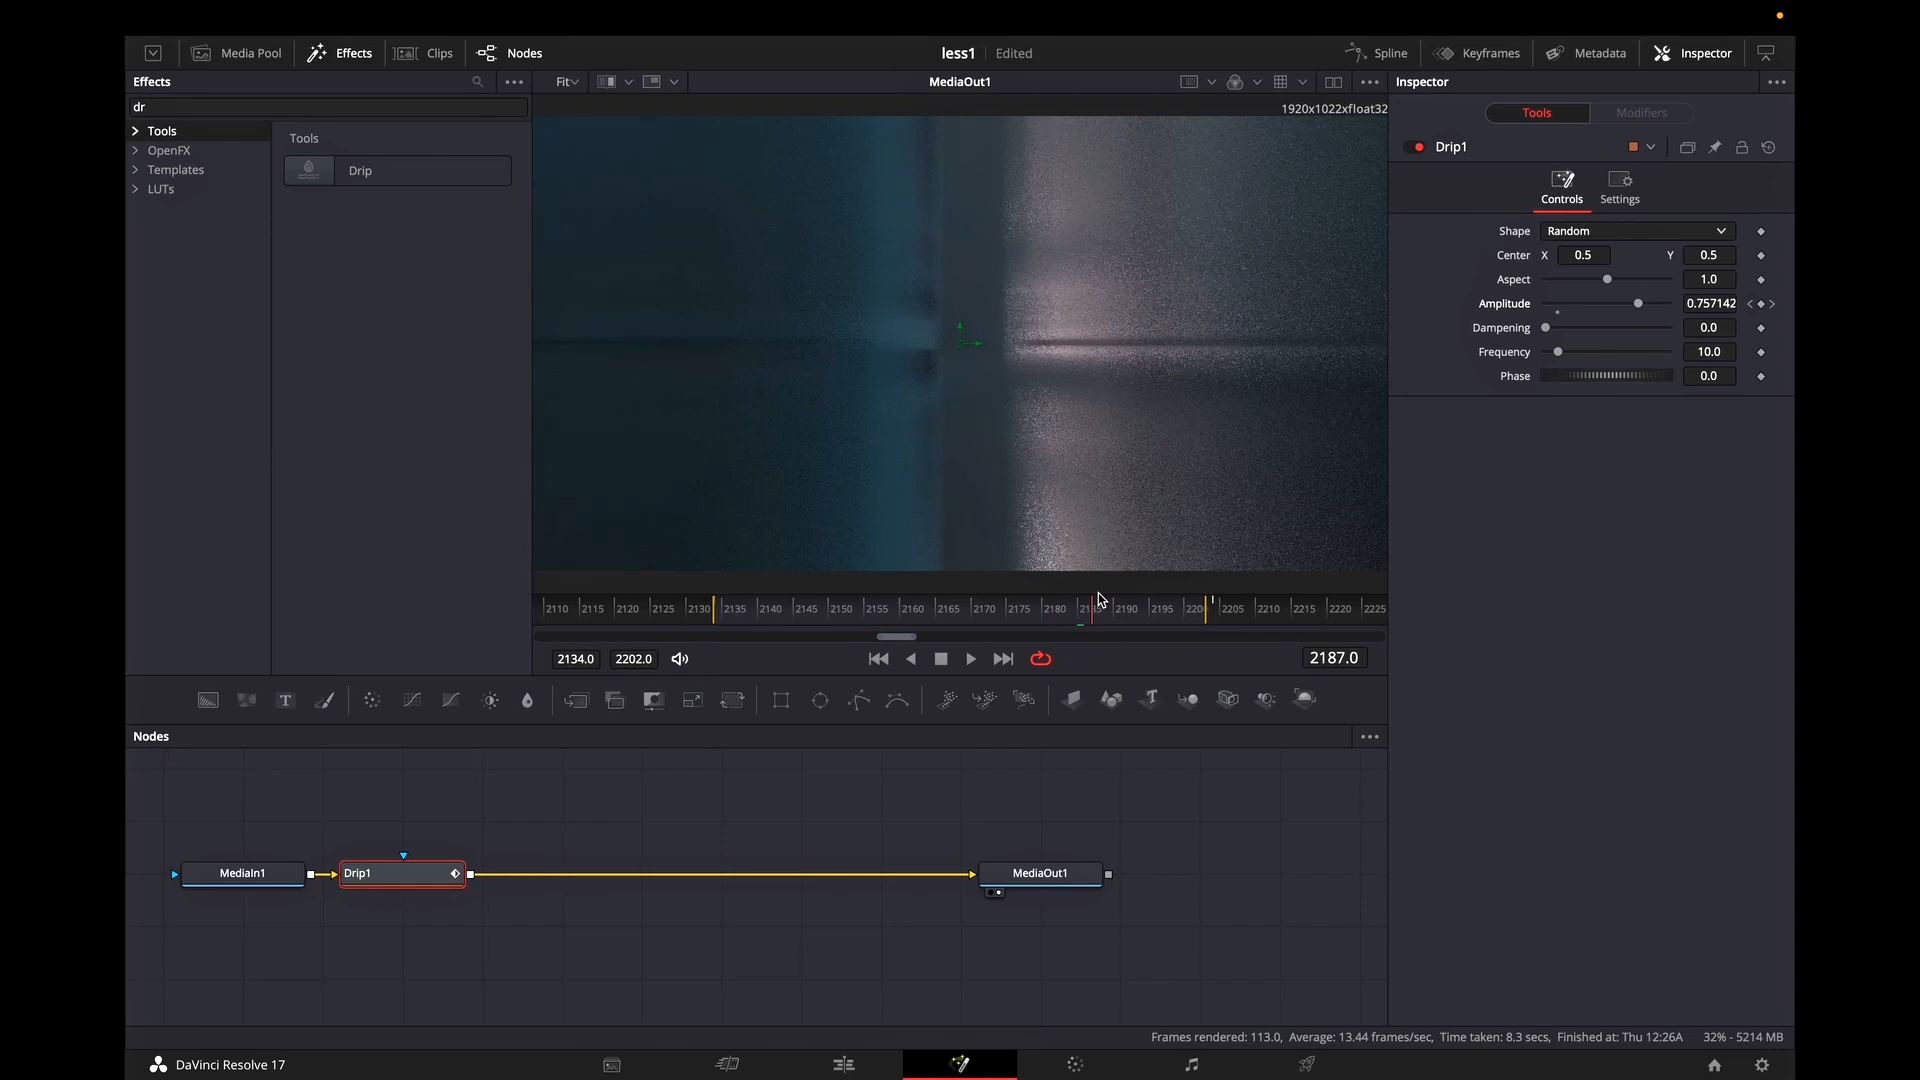 Media Pool
Effects
Clips
Nodes
less1
Edited
Spline
Keyframes
Metadata
Inspector
Effects
Fit
MediaOut1
Inspector
dr
1920x1022xfloat32
Tools
OpenFX
Templates
LUTs
Tools
Drip
Tools
Modifiers
Drip1
Controls
Settings
Shape Random
Center X 0.5 Y 0.5
Aspect 1.0
Amplitude 0.757142
Dampening 0.0
Frequency 10.0
Phase 0.0
2110 2115 2120 2125 2130 2135 2140 2145 2150 2155 2160 2165 2170 2175 2180 2185 2190 2195 220 2205 2210 2215 2220 2225
2134.0 2202.0
2187.0
Nodes
MediaIn1
Drip1
MediaOut1
Frames rendered: 113.0, Average: 13.44 frames/sec, Time taken: 8.3 secs, Finished at: Thu 12:26A
32% - 5214 MB
DaVinci Resolve 17